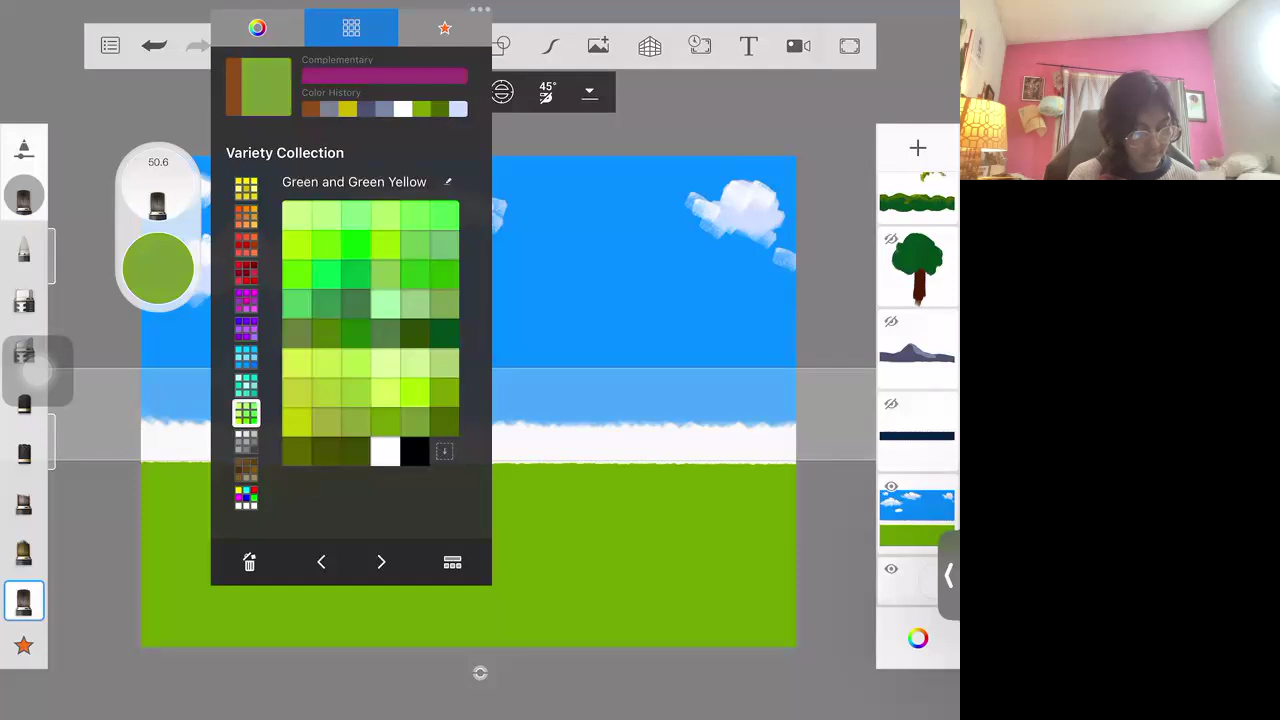 T
Complementary
Color History
45°
Variety Collection
50.6
Green and Green Yellow